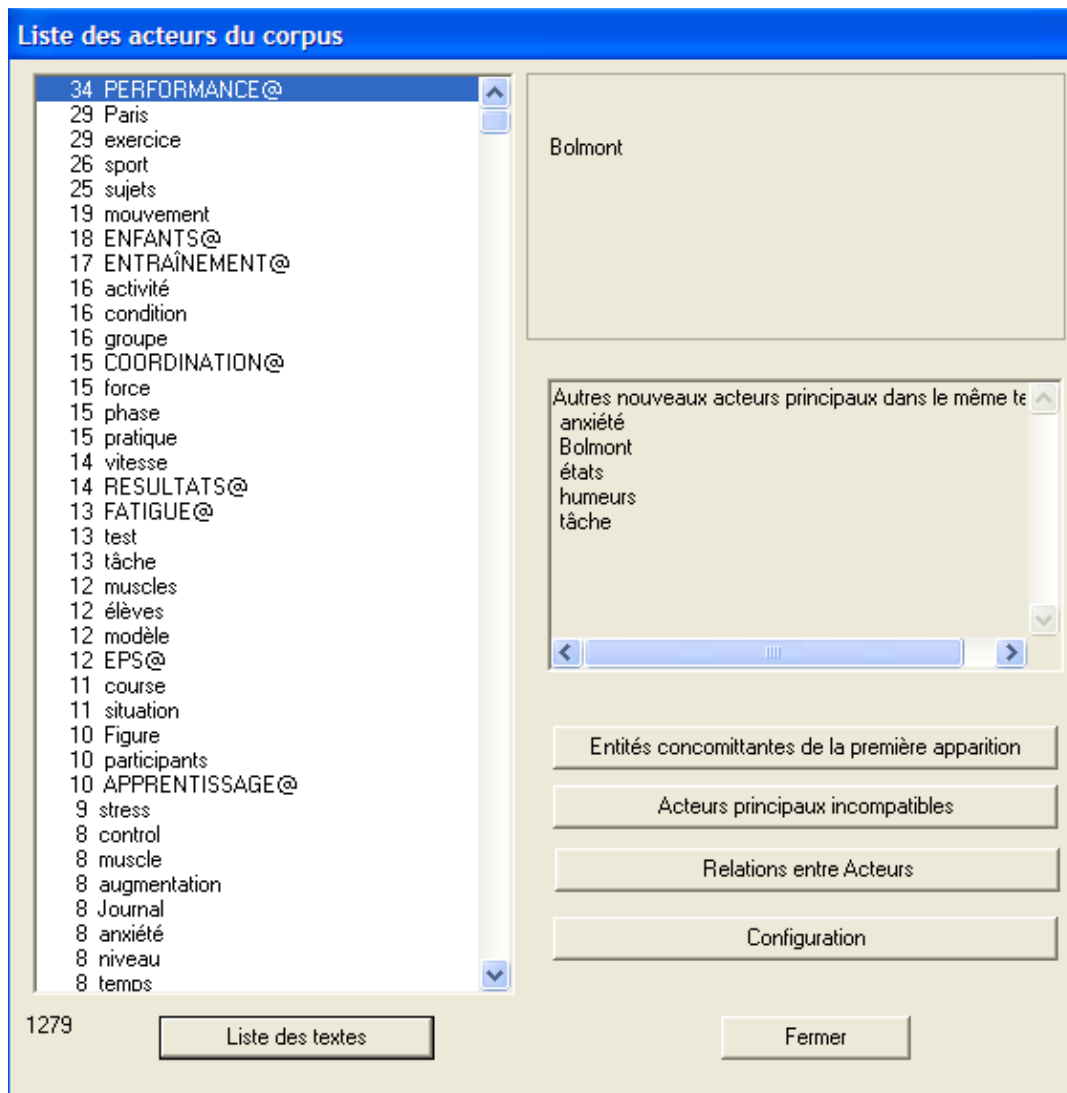 Liste des acteurs du corpus
34 PERFORMANCE@
29 Paris
29 exercice
26 sport
25 sujets
19 mouvement
18 ENFANTS@
17 ENTRAÎNEMENT@
16 activité
16 condition
16 groupe
15 COORDINATION@
15 force
15 phase
15 pratique
14 vitesse
14 RESULTATS@
13 FATIGUE@
13 test
13 tâche
12 muscles
12 élèves
12 modèle
12 EPS@
11 course
11 situation
10 Figure
10 participants
10 APPRENTISSAGE@
9 stress
8 control
8 muscle
8 augmentation
8 Journal
8 anxiété
8 niveau
8 temps
1279
Liste des textes
Bolmont
Autres nouveaux acteurs principaux dans le même te
anxiété
Bolmont
états
humeurs
tâche
Entités concomittantes de la première apparition
Acteurs principaux incompatibles
Relations entre Acteurs
Configuration
Fermer